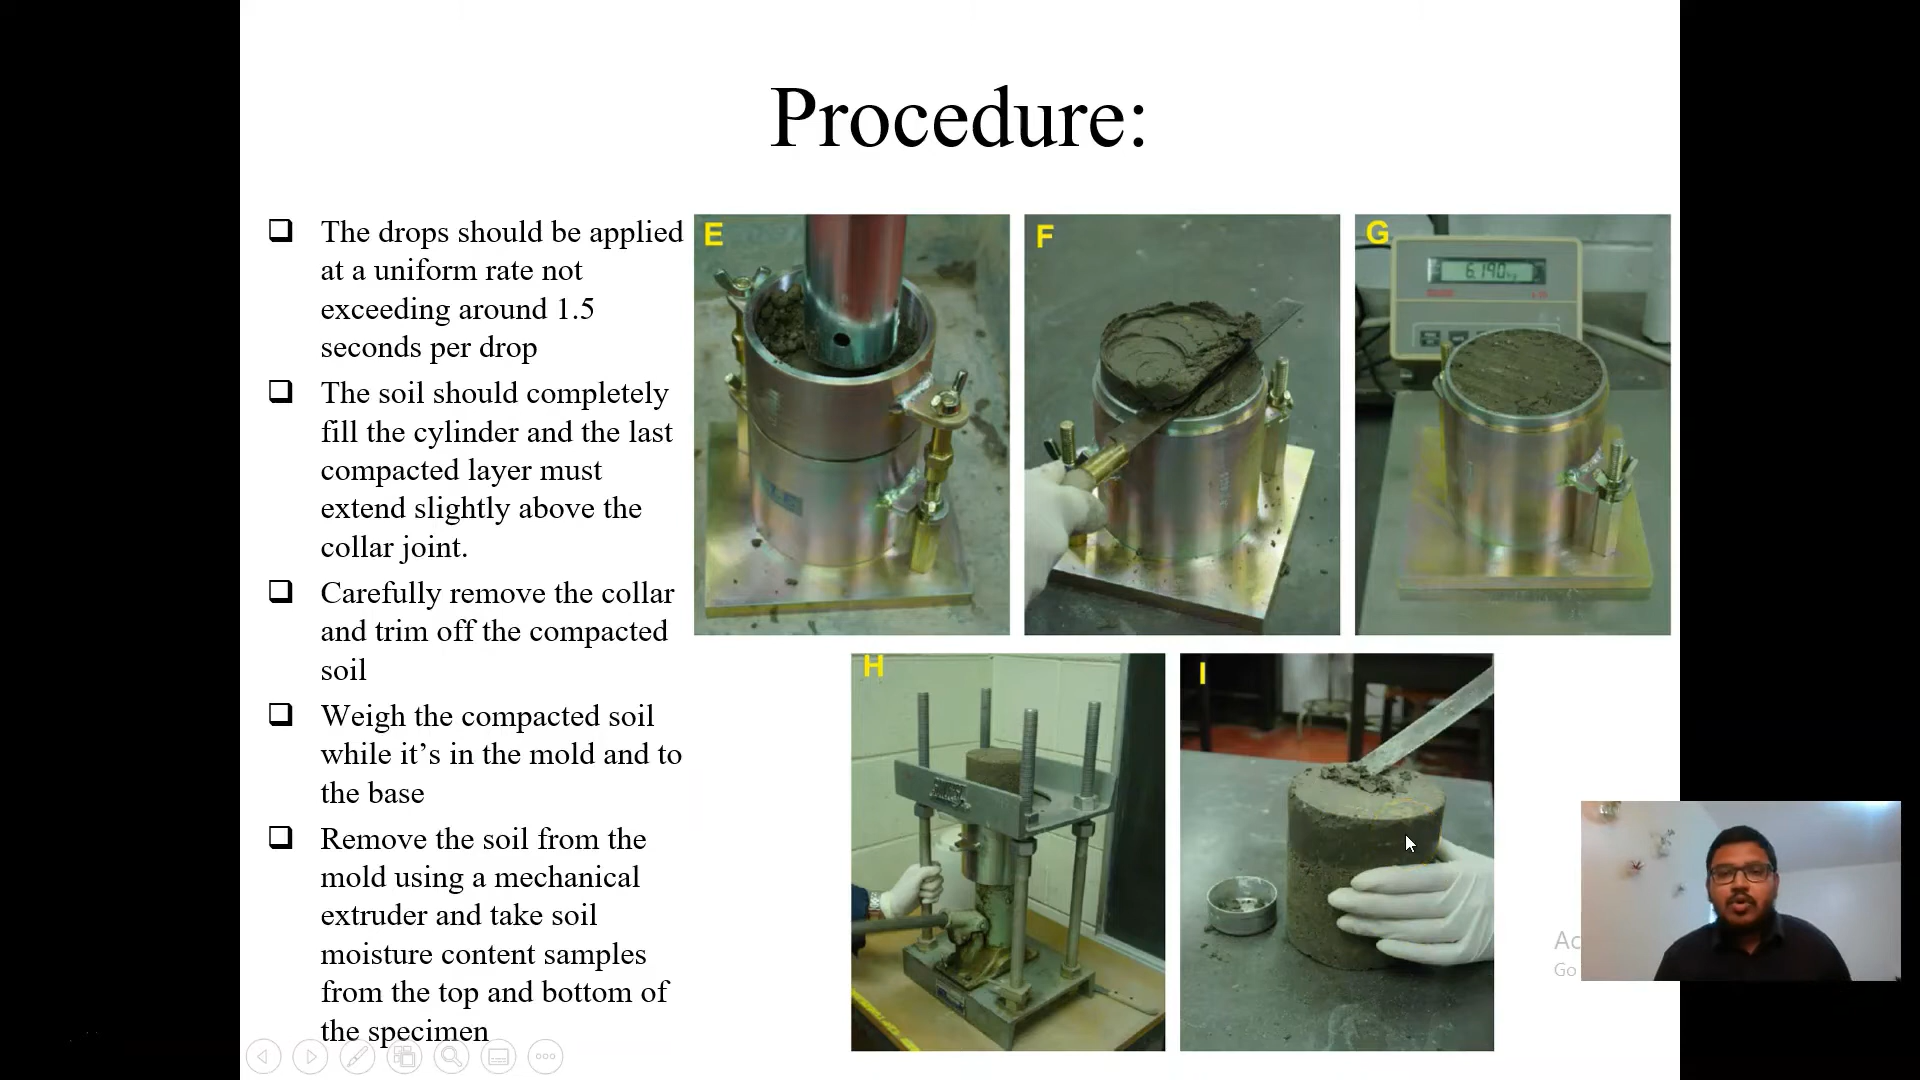 Procedure:
The drops should be applied
at a uniform rate not
exceeding around 1.5
seconds per drop
The soil should completely
fill the cylinder and the last
compacted layer must
extend slightly above the
collar joint.
Carefully remove the collar
and trim off the compacted
soil
Weigh the compacted soil
while it’s in the mold and to
the base
Remove the soil from the
mold using a mechanical
extruder and take soil
moisture content samples
from the top and bottom of
the specimen
E
F
G
6.190
H
I
Go